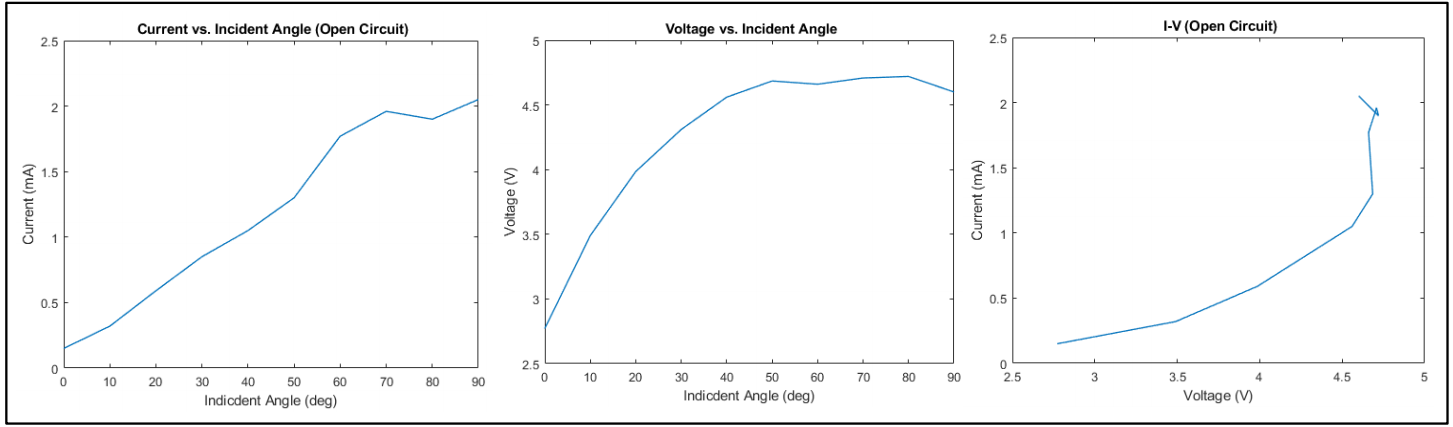 Current vs. Incident Angle (Open Circuit)
2.5
2
1.5
1
0.5
0
Current (mA)
0 10 20 30 40 50 60 70 80 90
Indicdent Angle (deg)
Voltage vs. Incident Angle
5
4.5
4
3.5
3
2.5
Voltage (V)
0 10 20 30 40 50 60 70 80 90
Indicdent Angle (deg)
I-V (Open Circuit)
2.5
2
1.5
1
0.5
0
Current (mA)
2.5 3 3.5 4 4.5 5
Voltage (V)